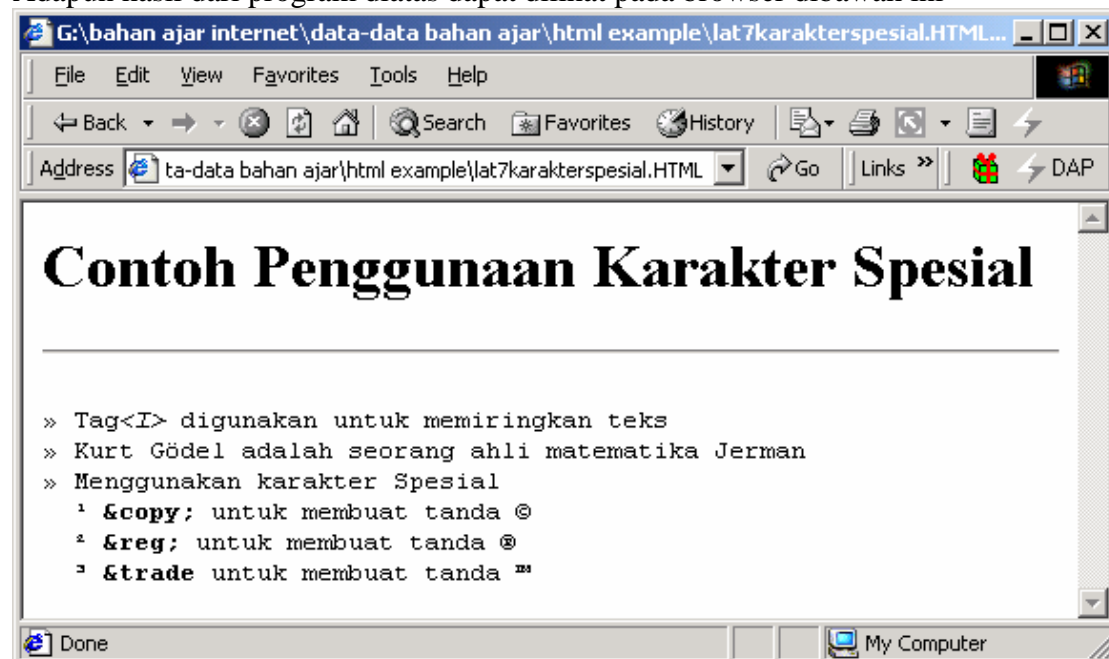 Adapun hasil dari program diatas dapat dilihat pada browser dibawah ini
G:\bahan ajar internet\data-data bahan ajar\html example\lat7karakterspesial.HTML...
File Edit View Favorites Tools Help
Back Search Favorites History
Address ta-data bahan ajar\html example\lat7karakterspesial.HTML Go Links » DAP
Contoh Penggunaan Karakter Spesial
» Tag<I> digunakan untuk memiringkan teks
» Kurt Gödel adalah seorang ahli matematika Jerman
» Menggunakan karakter Spesial
¹ &copy; untuk membuat tanda ©
² &reg; untuk membuat tanda ®
³ &trade untuk membuat tanda ™
Done My Computer